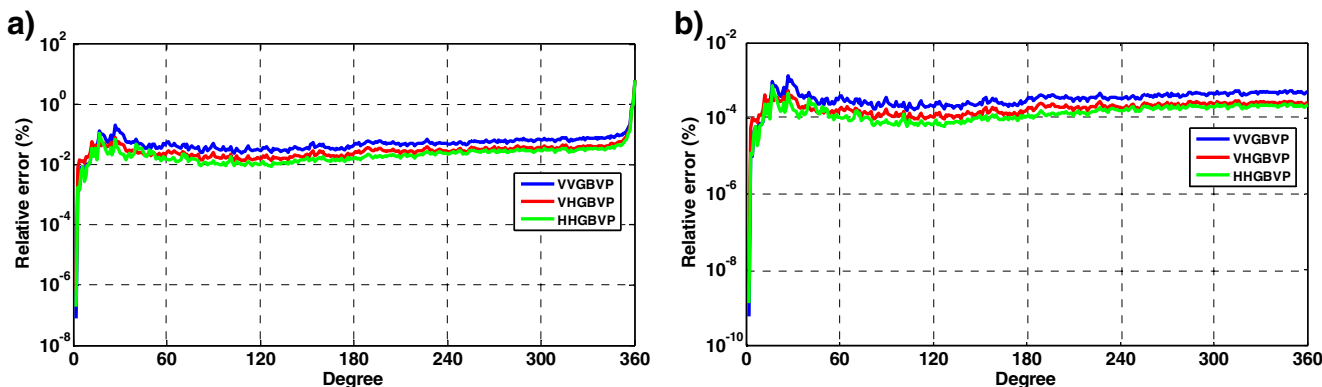 a)
10^2
10^0
10^-2
10^-4
10^-6
10^-8
Relative error (%)
VVGBVP
VHGBVP
HHGBVP
0 60 120 180 240 300 360
Degree
b)
10^-2
10^-4
10^-6
10^-8
10^-10
Relative error (%)
VVGBVP
VHGBVP
HHGBVP
0 60 120 180 240 300 360
Degree